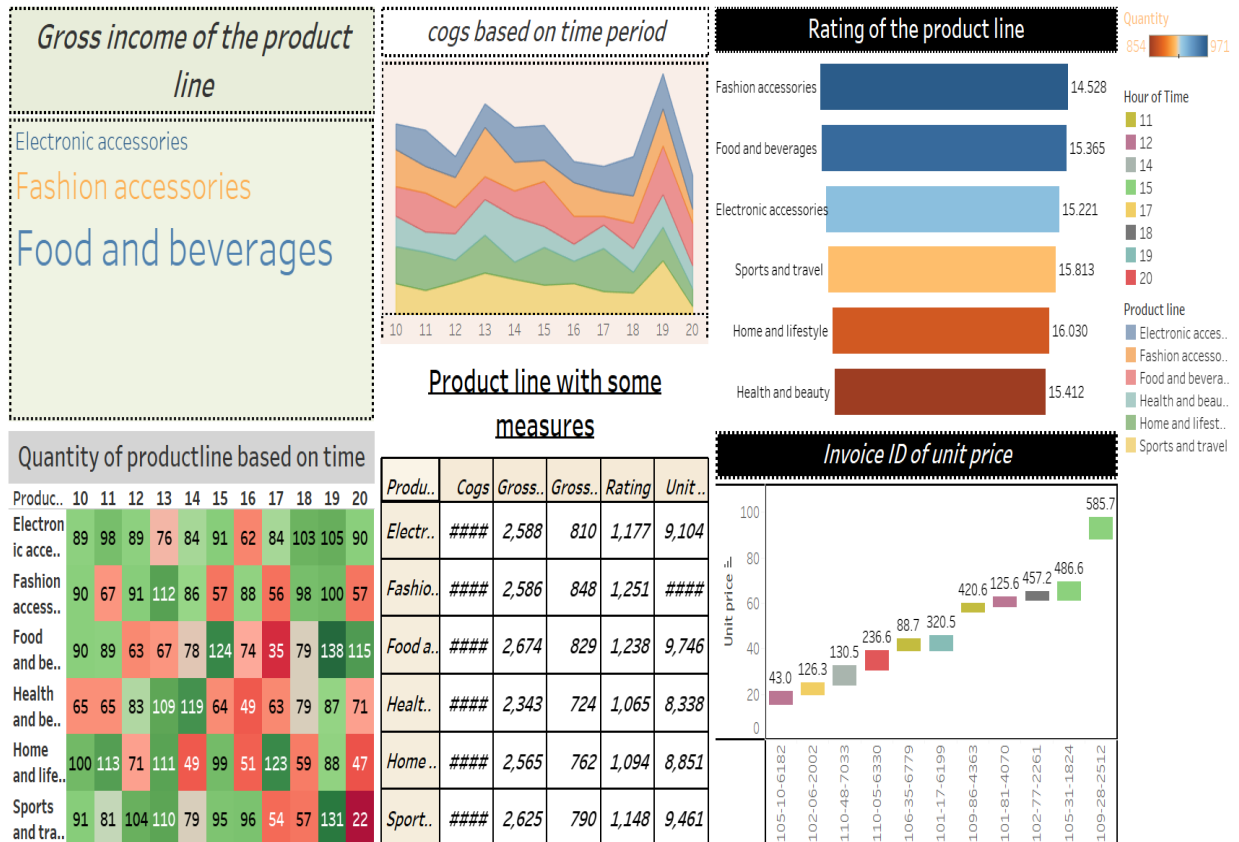 Gross income of the product
line
Electronic accessories
Fashion accessories
Food and beverages
cogs based on time period
10 11 12 13 14 15 16 17 18 19 20
Rating of the product line
Fashion accessories 14.528
Food and beverages 15.365
Electronic accessories 15.221
Sports and travel 15.813
Home and lifestyle 16.030
Health and beauty 15.412
Quantity
854 971
Hour of Time
11
12
14
15
17
18
19
20
Product line
Electronic acces..
Fashion accesso..
Food and bevera..
Health and beau..
Home and lifest..
Sports and travel
Quantity of productline based on time
Produc.. 10 11 12 13 14 15 16 17 18 19 20
Electron
ic acce.. 89 98 89 76 84 91 62 84 103 105 90
Fashion
access.. 90 67 91 112 86 57 88 56 98 100 57
Food
and be.. 90 89 63 67 78 124 74 35 79 138 115
Health
and be.. 65 65 83 109 119 64 49 63 79 87 71
Home
and life.. 100 113 71 111 49 99 51 123 59 88 47
Sports
and tra.. 91 81 104 110 79 95 96 54 57 131 22
Product line with some
measures
Produ.. Cogs Gross.. Gross.. Rating Unit ..
Electr.. #### 2,588 810 1,177 9,104
Fashio.. #### 2,586 848 1,251 ####
Food a.. #### 2,674 829 1,238 9,746
Healt.. #### 2,343 724 1,065 8,338
Home .. #### 2,565 762 1,094 8,851
Sport.. #### 2,625 790 1,148 9,461
Invoice ID of unit price
Unit price
100
80
60
40
20
0
43.0 126.3 130.5 236.6 88.7 320.5 420.6 125.6 457.2 486.6 585.7
105-10-6182
102-06-2002
110-48-7033
110-05-6330
106-35-6779
101-17-6199
109-86-4363
101-81-4070
102-77-2261
105-31-1824
109-28-2512